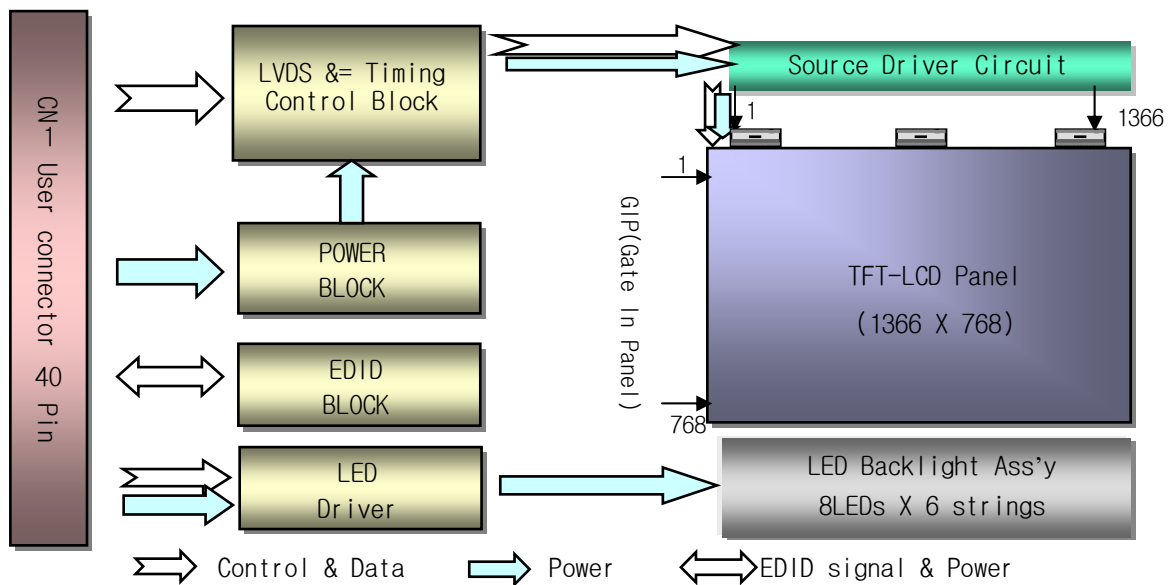 CN-1 User connector 40 Pin
LVDS &= Timing
Control Block
POWER
BLOCK
EDID
BLOCK
LED
Driver
Source Driver Circuit
1
1366
1
GIP(Gate In Panel)
768
TFT-LCD Panel
(1366 X 768)
LED Backlight Ass'y
8LEDs X 6 strings
Control & Data
Power
EDID signal & Power